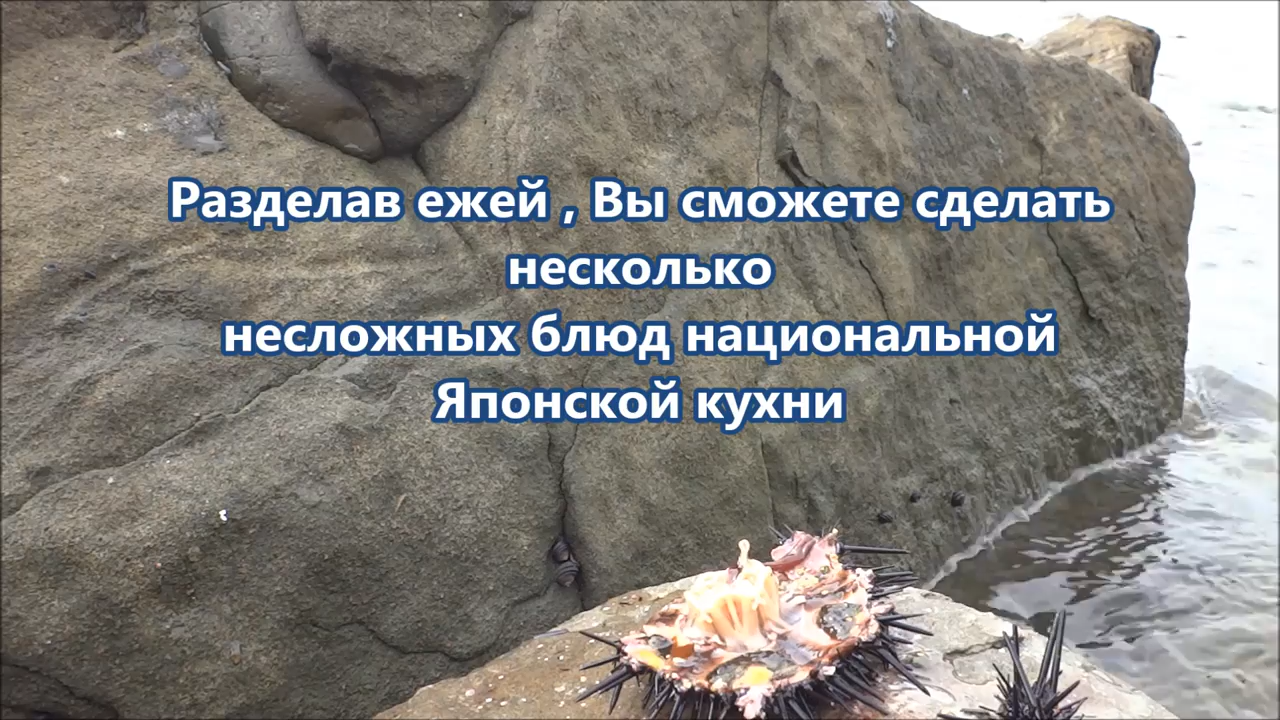 Разделав ежей , Вы сможете сделать
несколько
несложных блюд национальной
Японской кухни